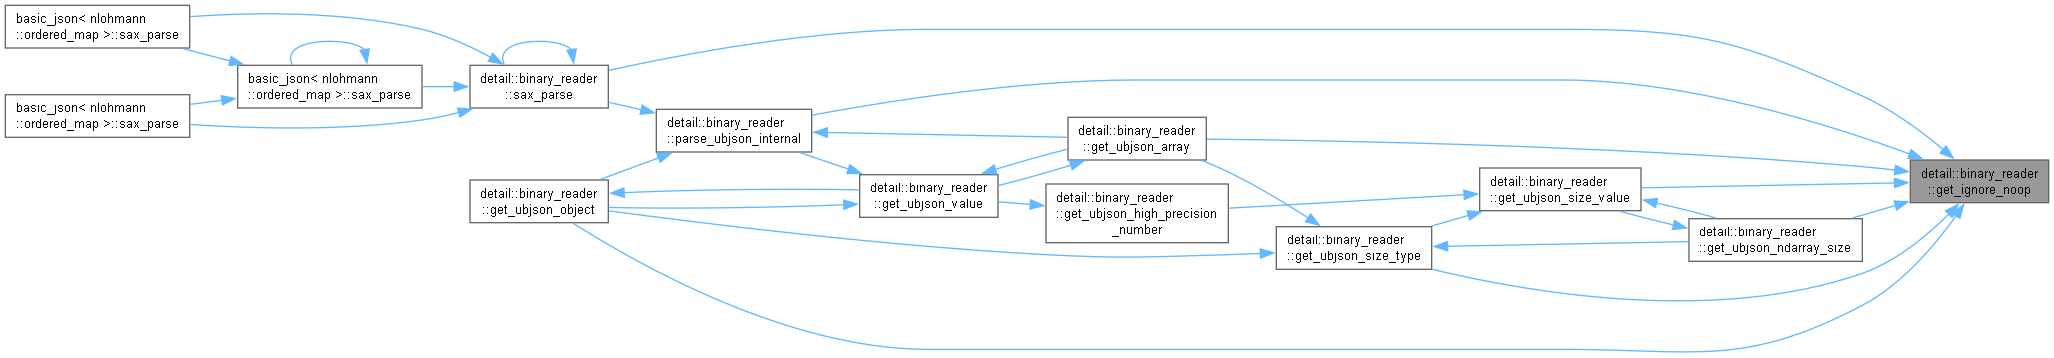 basic_json< nlohmann
::ordered_map >::sax_parse
basic_json< nlohmann
::ordered_map >::sax_parse
basic_json< nlohmann
::ordered_map >::sax_parse
detail::binary_reader
::sax_parse
detail::binary_reader
::parse_ubjson_internal
detail::binary_reader
::get_ubjson_object
detail::binary_reader
::get_ubjson_value
detail::binary_reader
::get_ubjson_array
detail::binary_reader
::get_ubjson_high_precision
_number
detail::binary_reader
::get_ubjson_size_type
detail::binary_reader
::get_ubjson_size_value
detail::binary_reader
::get_ubjson_ndarray_size
detail::binary_reader
::get_ignore_noop